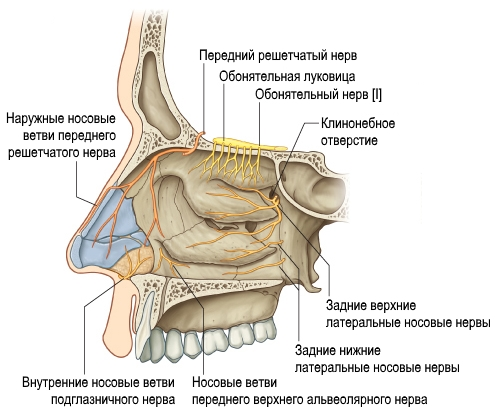 Передний решетчатый нерв
Обонятельная луковица
Обонятельный нерв [I]
Наружные носовые
ветви переднего
решетчатого нерва
Клинонебное
отверстие
Задние верхние
латеральные носовые нервы
Задние нижние
латеральные носовые нервы
Внутренние носовые ветви
подглазничного нерва
Носовые ветви
переднего верхнего альвеолярного нерва